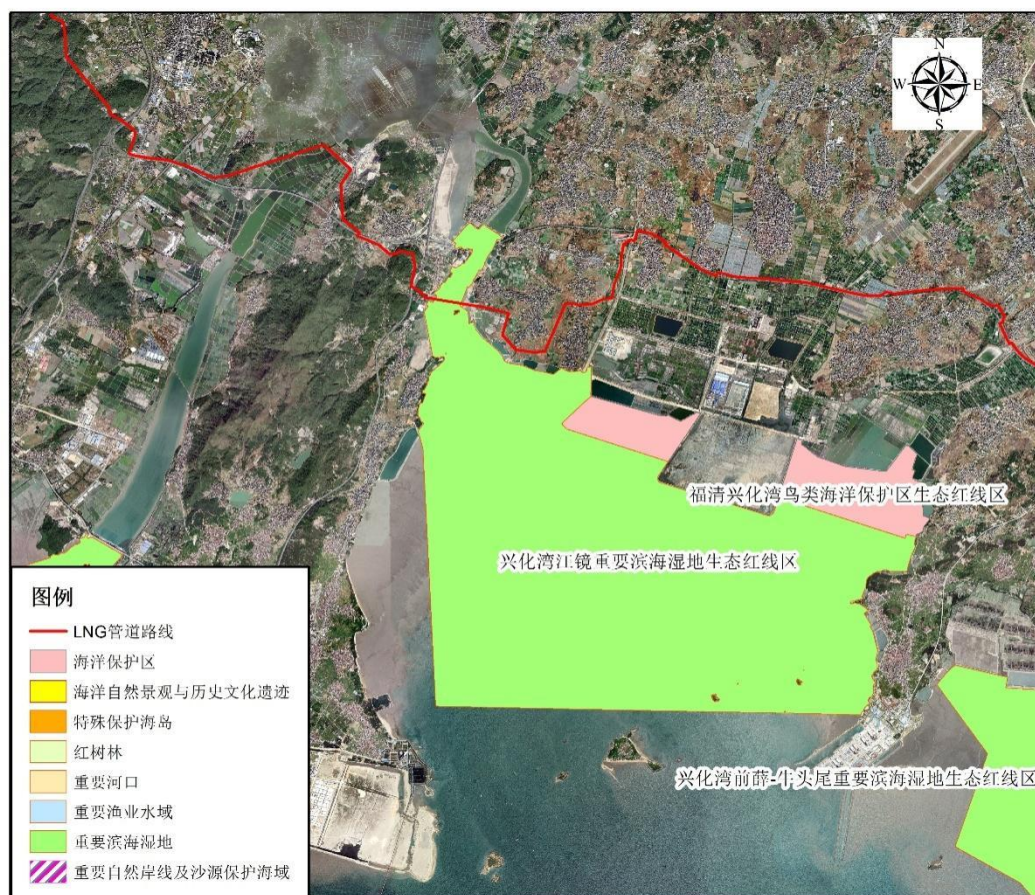 N
W E
S
福清兴化湾鸟类海洋保护区生态红线区
兴化湾江镜重要滨海湿地生态红线区
兴化湾前薛-牛头尾重要滨海湿地生态红线区
图例
LNG管道路线
海洋保护区
海洋自然景观与历史文化遗迹
特殊保护海岛
红树林
重要河口
重要渔业水域
重要滨海湿地
重要自然岸线及沙源保护海域